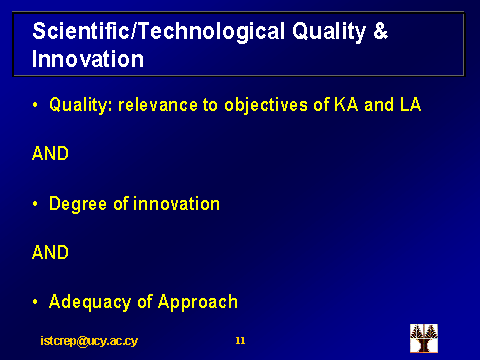 Scientific/Technological Quality &
Innovation
• Quality: relevance to objectives of KA and LA
AND
• Degree of innovation
AND
• Adequacy of Approach
istcrep@ucy.ac.cy
11